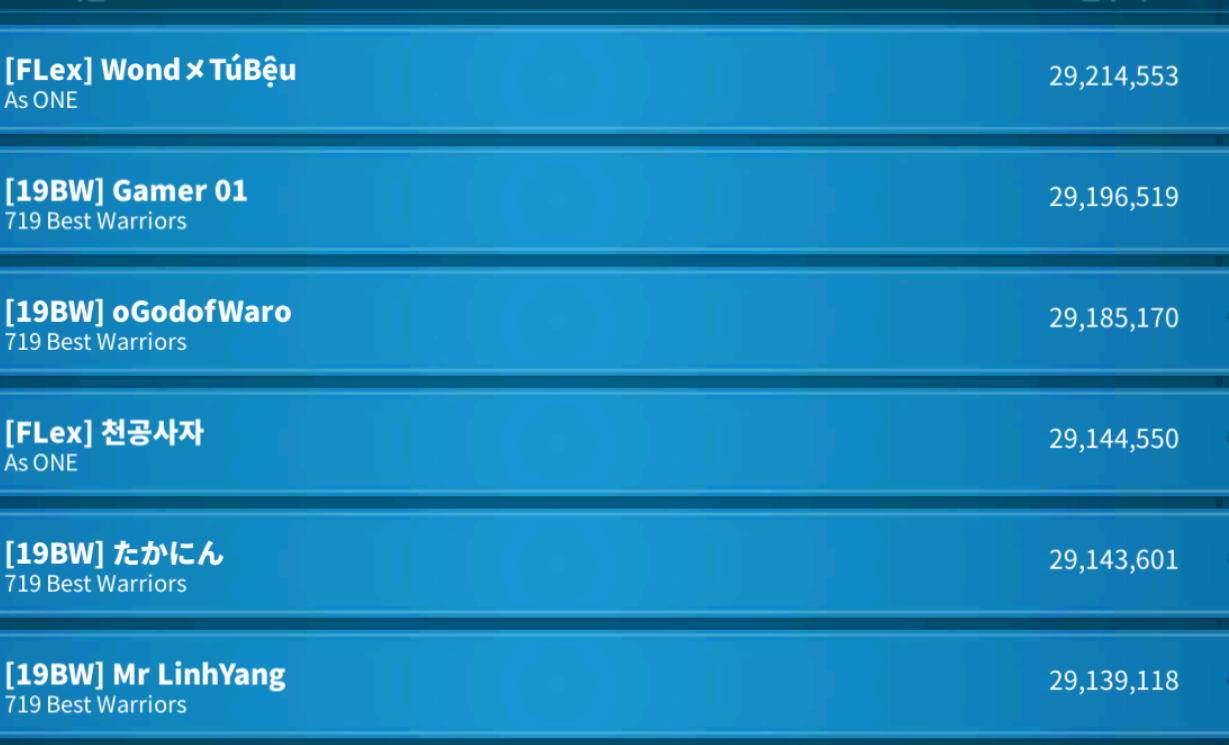 [FLex] Wond〤TúBệu
29,214,553
As ONE
[19BW] Gamer 01
29,196,519
719 Best Warriors
[19BW] oGodofWaro
29,185,170
719 Best Warriors
[FLex] 천공사자
29,144,550
As ONE
[19BW] たかにん
29,143,601
719 Best Warriors
[19BW] Mr LinhYang
29,139,118
719 Best Warriors